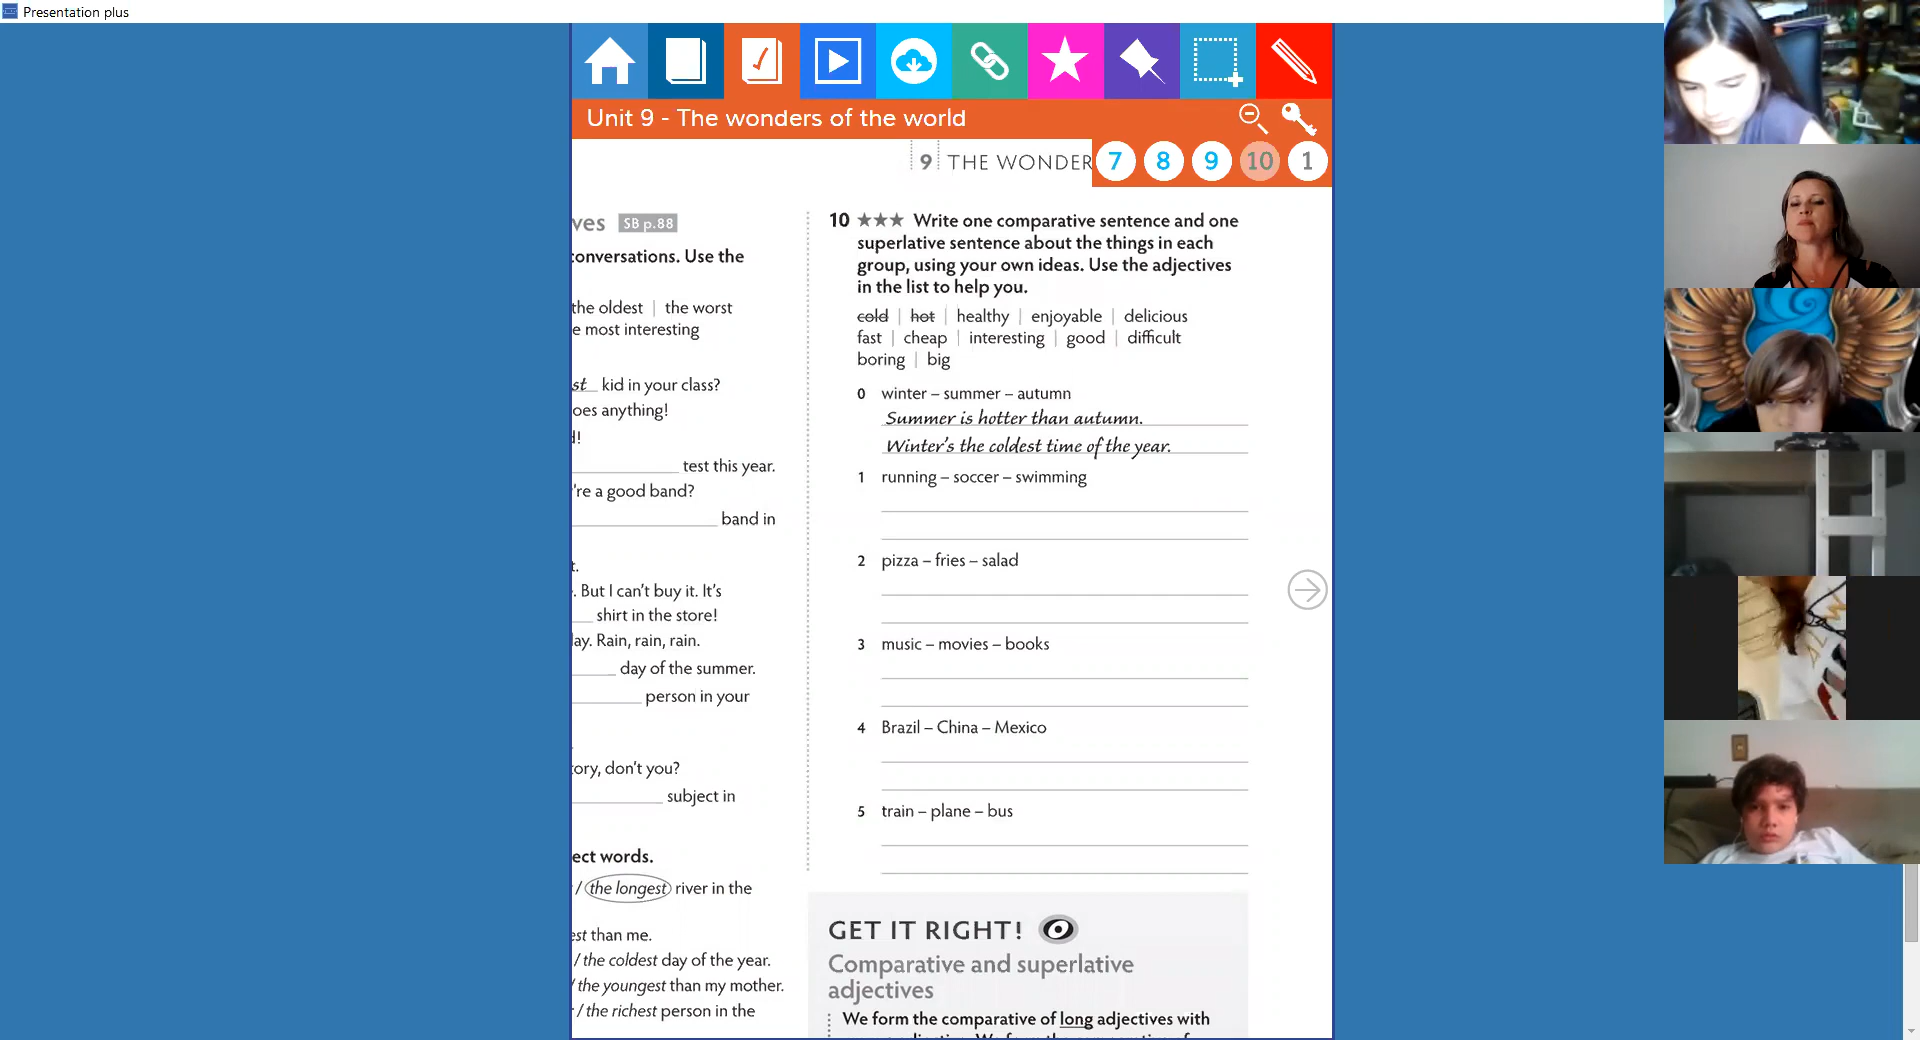 Presentation plus
Unit 9 - The wonders of the world
9 THE WONDER
7 8 9 10 1
ves SB p.88
conversations. Use the
the oldest | the worst
e most interesting
st kid in your class?
oes anything!
d!
test this year.
're a good band?
band in
t.
. But I can't buy it. It's
shirt in the store!
lay. Rain, rain, rain.
day of the summer.
person in your
.
tory, don't you?
subject in
ect words.
/ the longest river in the
est than me.
/ the coldest day of the year.
/ the youngest than my mother.
/ the richest person in the
10 ★★★ Write one comparative sentence and one
superlative sentence about the things in each
group, using your own ideas. Use the adjectives
in the list to help you.
cold | hot | healthy | enjoyable | delicious
fast | cheap | interesting | good | difficult
boring | big
0 winter – summer – autumn
Summer is hotter than autumn.
Winter's the coldest time of the year.
1 running – soccer – swimming
2 pizza – fries – salad
3 music – movies – books
4 Brazil – China – Mexico
5 train – plane – bus
GET IT RIGHT!
Comparative and superlative
adjectives
We form the comparative of long adjectives with